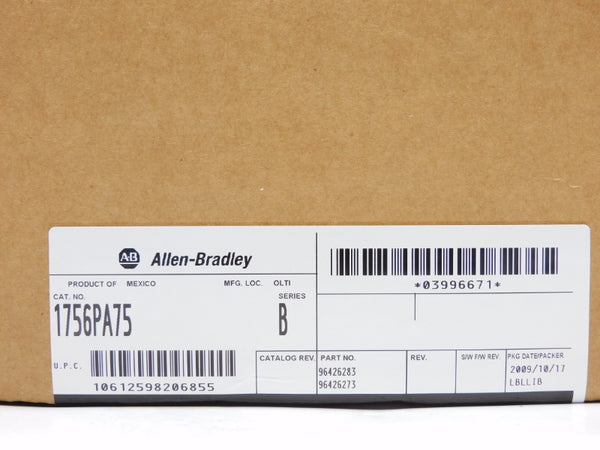 AB Allen-Bradley
*03996671*
PRODUCT OF MEXICO MFG. LOC. OLTI
CAT. NO. SERIES
1756PA75 B
U.P.C.
10612598206855
CATALOG REV. PART NO. REV. S/W F/W REV. PKG DATE/PACKER
96426283 2009/10/17
96426273 LBLLIB